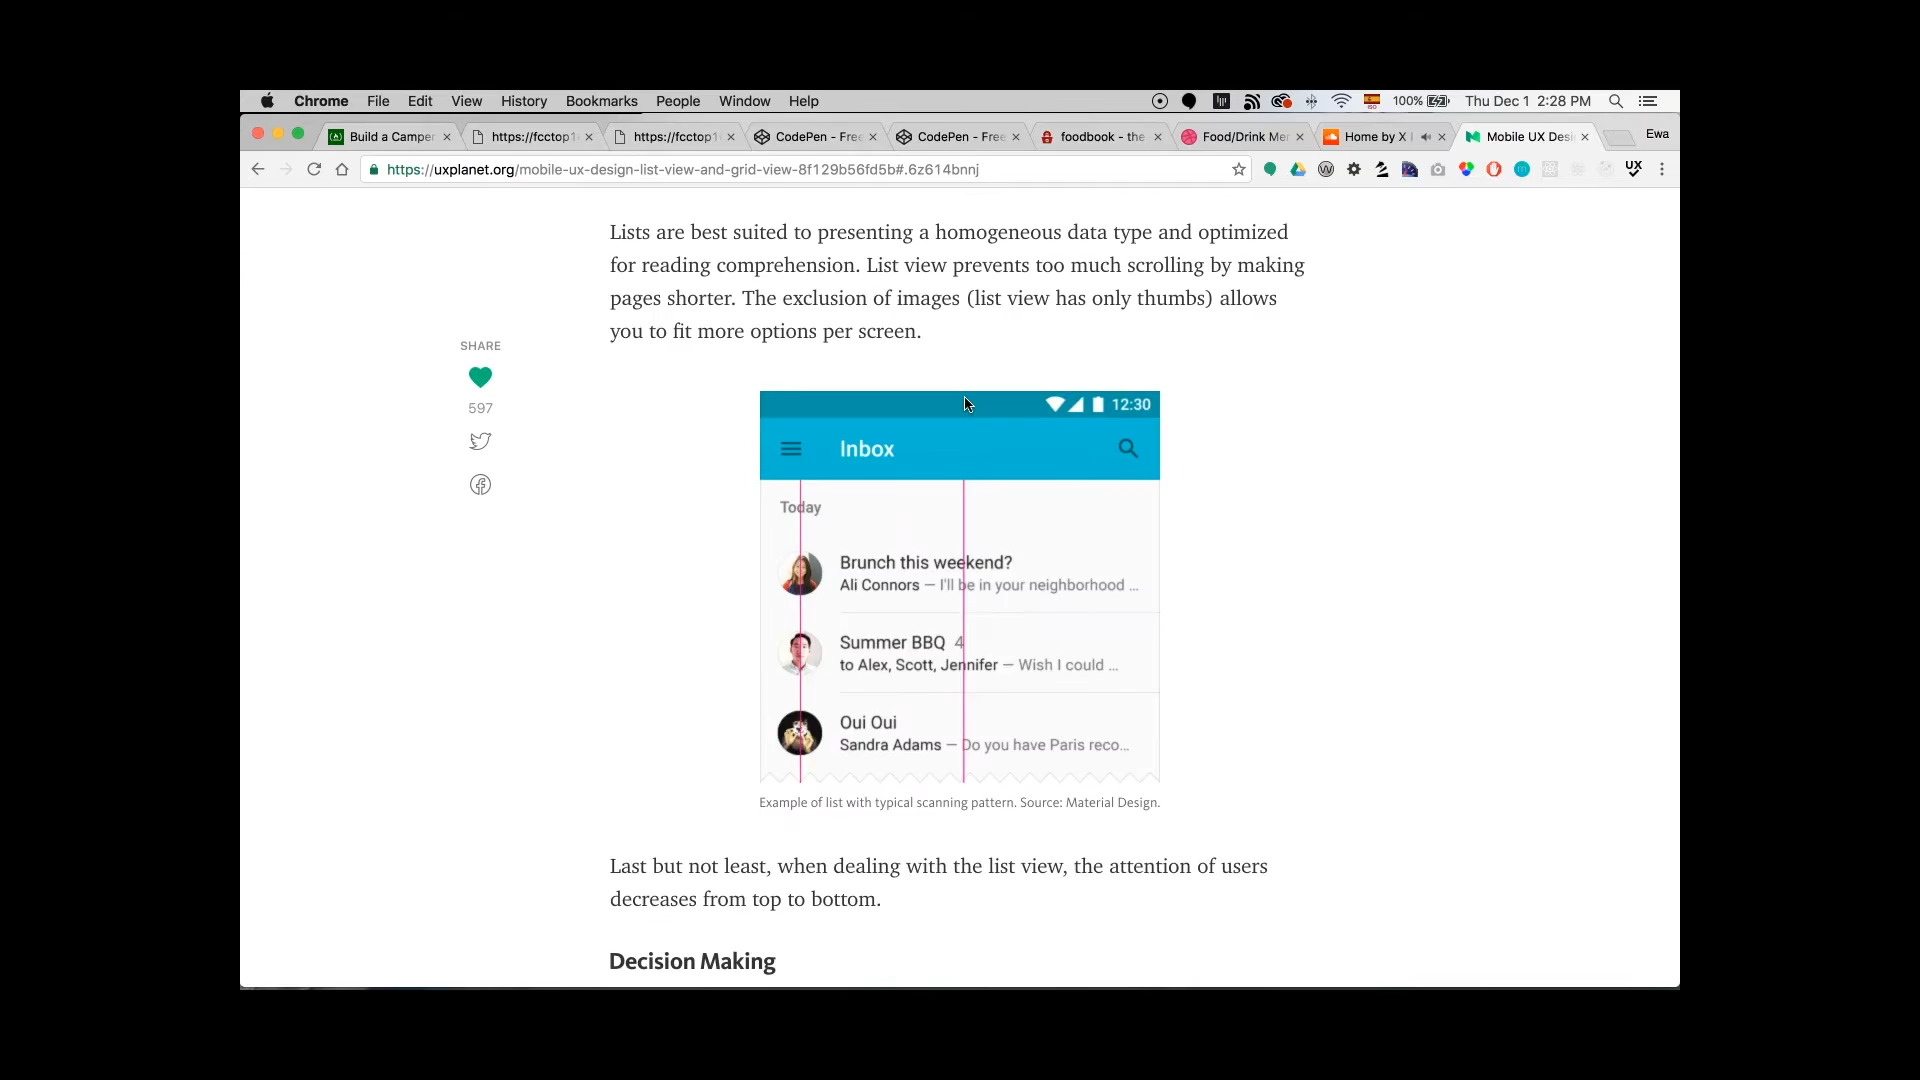 Chrome File Edit View History Bookmarks People Window Help 100% Thu Dec 1 2:28 PM
Build a Camper https://fcctop1 https://fcctop1 CodePen - Free CodePen - Free foodbook - the Food/Drink Me Home by X Mobile UX Desi Ewa
https://uxplanet.org/mobile-ux-design-list-view-and-grid-view-8f129b56fd5b#.6z614bnnj UX
Lists are best suited to presenting a homogeneous data type and optimized
for reading comprehension. List view prevents too much scrolling by making
pages shorter. The exclusion of images (list view has only thumbs) allows
you to fit more options per screen.
SHARE
597
12:30
Inbox
Today
Brunch this weekend?
Ali Connors — I'll be in your neighborhood ...
Summer BBQ 4
to Alex, Scott, Jennifer — Wish I could ...
Oui Oui
Sandra Adams — Do you have Paris reco...
Example of list with typical scanning pattern. Source: Material Design.
Last but not least, when dealing with the list view, the attention of users
decreases from top to bottom.
Decision Making